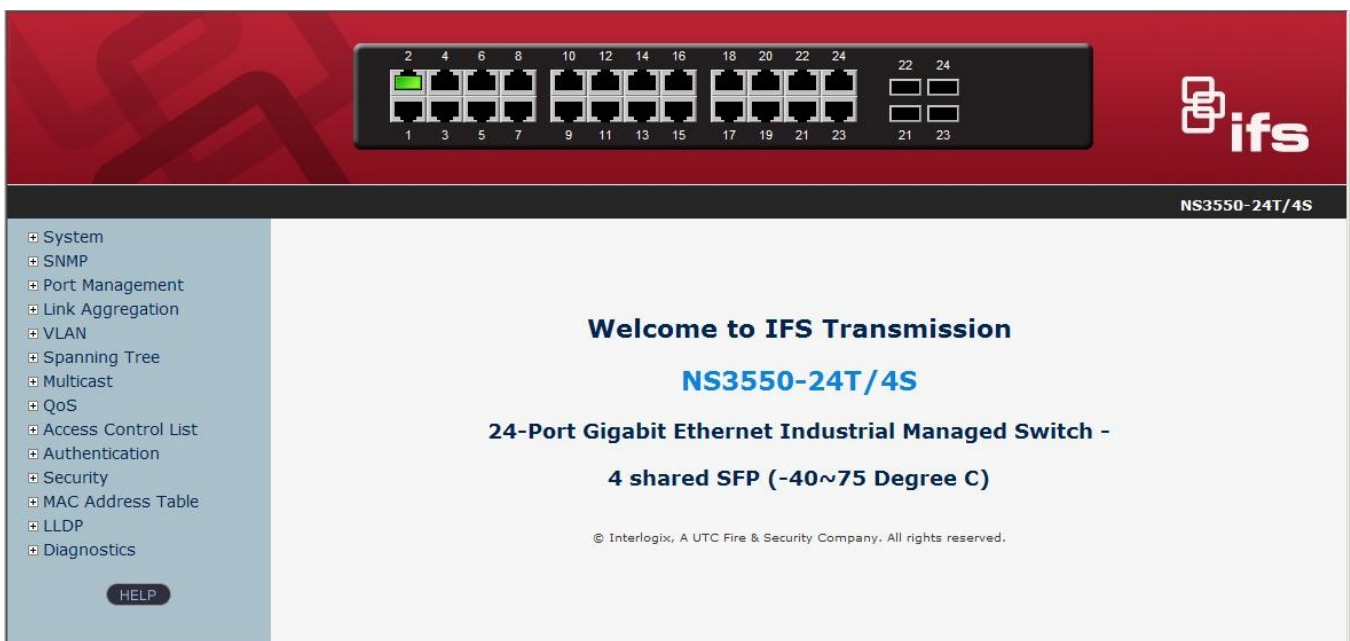 2 4 6 8 10 12 14 16 18 20 22 24 22 24
1 3 5 7 9 11 13 15 17 19 21 23 21 23
ifs
NS3550-24T/4S
System
SNMP
Port Management
Link Aggregation
VLAN
Spanning Tree
Multicast
QoS
Access Control List
Authentication
Security
MAC Address Table
LLDP
Diagnostics
HELP
Welcome to IFS Transmission
NS3550-24T/4S
24-Port Gigabit Ethernet Industrial Managed Switch -
4 shared SFP (-40~75 Degree C)
© Interlogix, A UTC Fire & Security Company. All rights reserved.